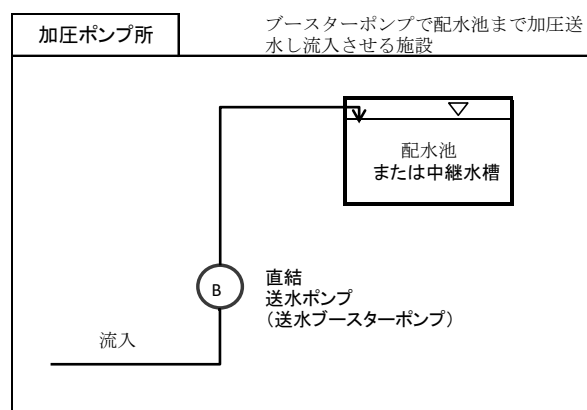 加圧ポンプ所
ブースターポンプで配水池まで加圧送
水し流入させる施設
配水池
または中継水槽
B
直結
送水ポンプ
（送水ブースターポンプ）
流入